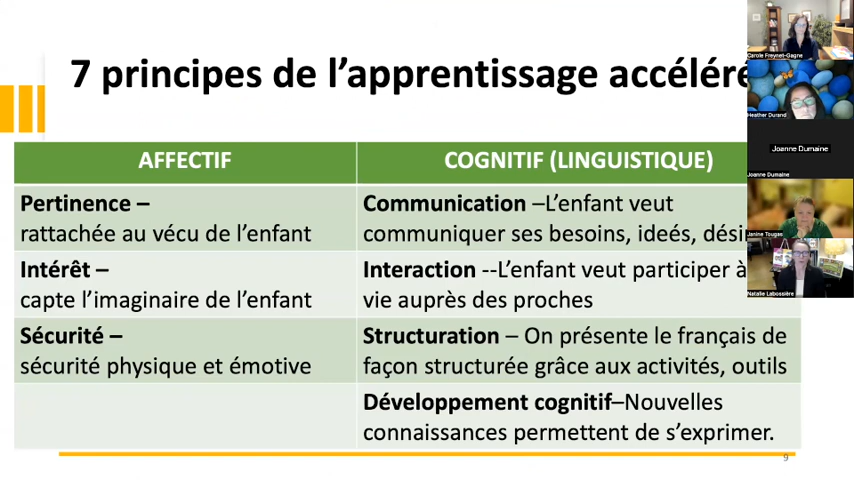 7 principes de l'apprentissage accéléré
AFFECTIF
COGNITIF (LINGUISTIQUE)
Pertinence –
rattachée au vécu de l'enfant
Communication –L'enfant veut
communiquer ses besoins, ideés, dési
Intérêt –
capte l'imaginaire de l'enfant
Interaction --L'enfant veut participer à
vie auprès des proches
Sécurité –
sécurité physique et émotive
Structuration – On présente le français de
façon structurée grâce aux activités, outils
Développement cognitif–Nouvelles
connaissances permettent de s'exprimer.
9
Carole Freynet-Gagne
Heather Durand
Joanne Dumaine
Joanne Dumaine
Janine Tougas
Natalie Labossière